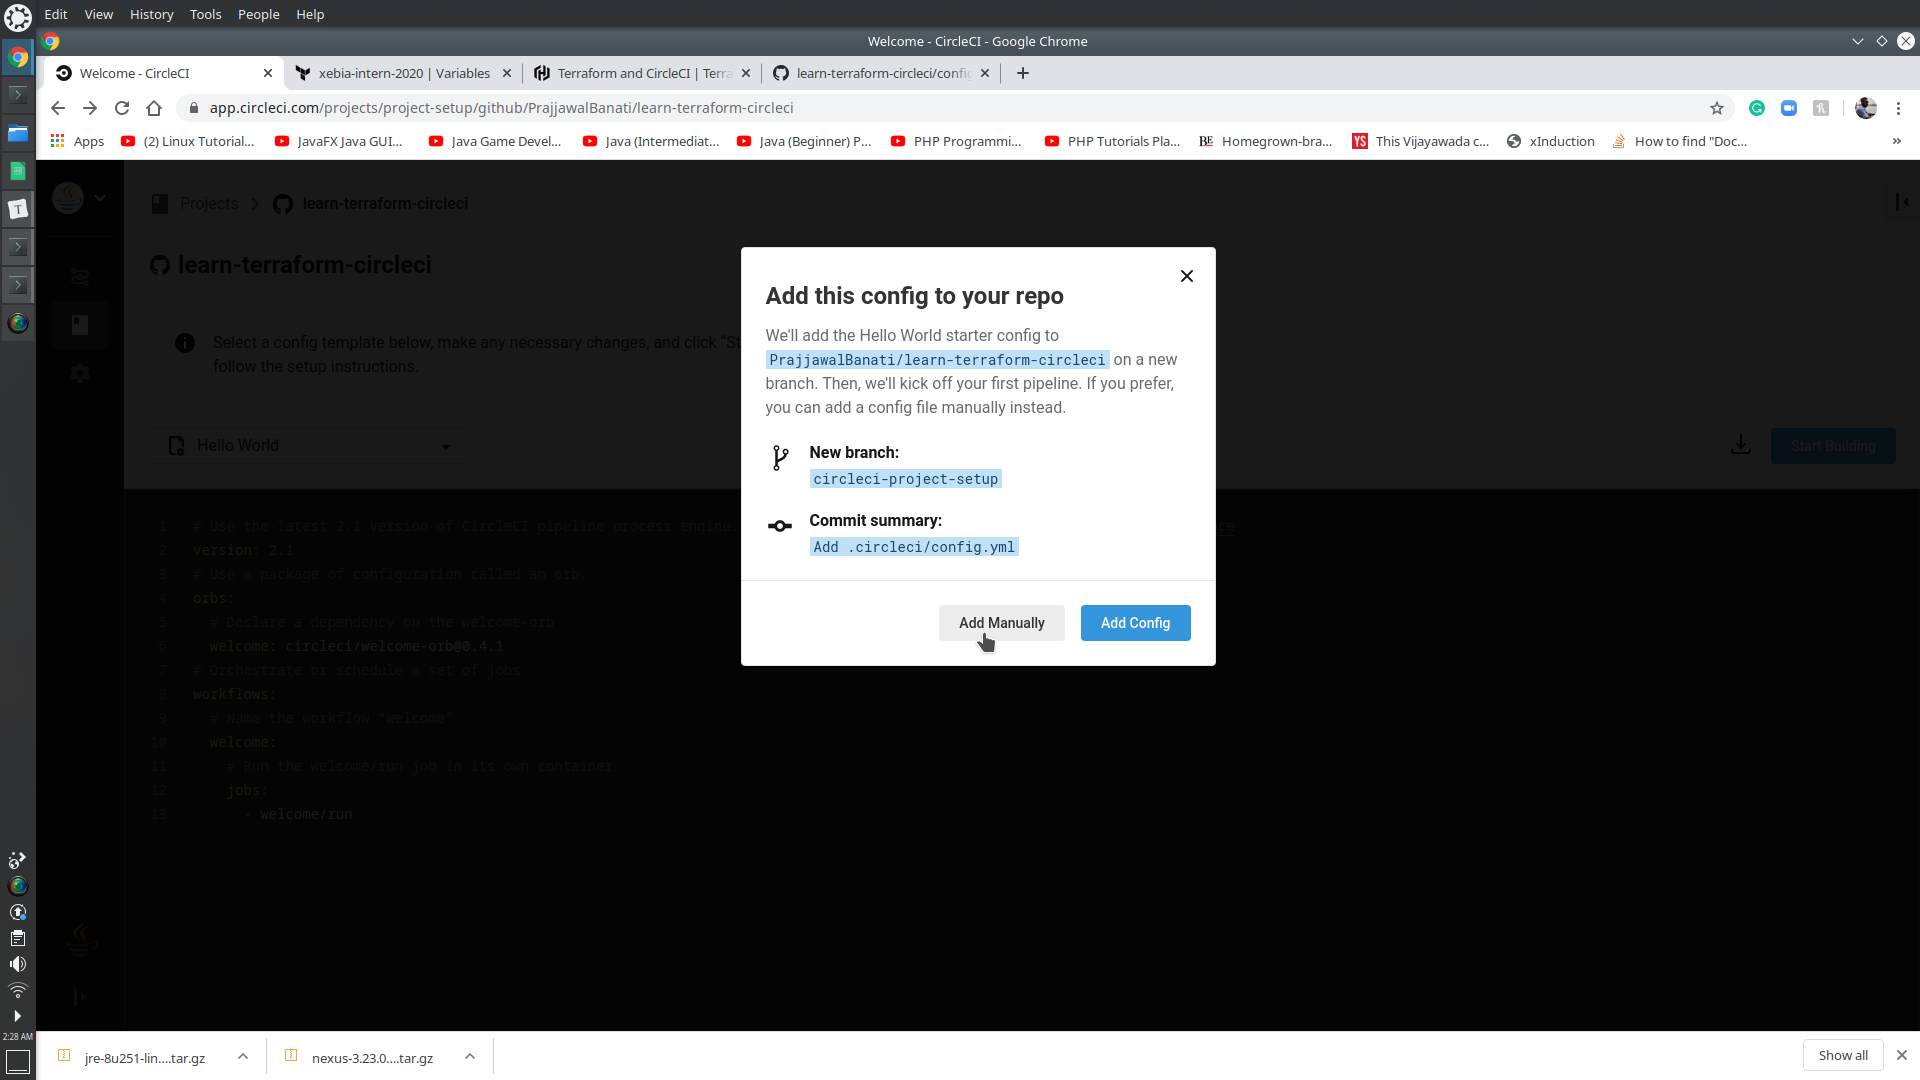 Edit View History Tools People Help
Welcome - CircleCI - Google Chrome
Welcome - CircleCI
xebia-intern-2020 | Variables
Terraform and CircleCI | Terra
learn-terraform-circleci/config
app.circleci.com/projects/project-setup/github/PrajjawalBanati/learn-terraform-circleci
Apps
(2) Linux Tutorial...
JavaFX Java GUI...
Java Game Devel...
Java (Intermediat...
Java (Beginner) P...
PHP Programmi...
PHP Tutorials Pla...
BE Homegrown-bra...
YS This Vijayawada c...
xInduction
How to find "Doc...
»
Projects
learn-terraform-circleci
learn-terraform-circleci
Select a config template below, make any necessary changes, and click "St
follow the setup instructions.
Hello World
Start Building
Add this config to your repo
We'll add the Hello World starter config to
PrajjawalBanati/learn-terraform-circleci on a new
branch. Then, we'll kick off your first pipeline. If you prefer,
you can add a config file manually instead.
New branch:
circleci-project-setup
Commit summary:
Add .circleci/config.yml
Add Manually
Add Config
1 # Use the latest 2.1 version of CircleCI pipeline process engine.
2 version: 2.1
3 # Use a package of configuration called an orb
4 orbs:
5 # Declare a dependency on the welcome-orb
6 welcome: circleci/welcome-orb@0.4.1
7 # Orchestrate or schedule a set of jobs
8 workflows:
9 # Name the workflow "welcome"
10 welcome:
11 # Run the welcome/run job in its own container
12 jobs:
13 - welcome/run
2:28 AM
jre-8u251-lin....tar.gz
nexus-3.23.0....tar.gz
Show all